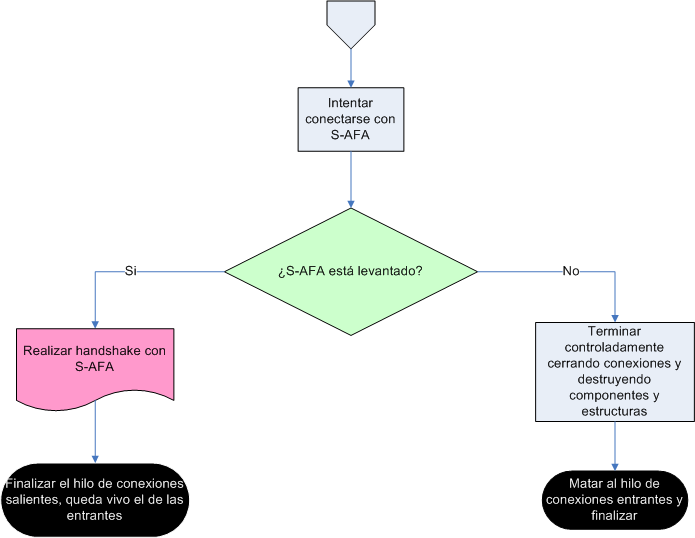 Intentar
conectarse con
S-AFA
¿S-AFA está levantado?
Si
No
Realizar handshake con
S-AFA
Terminar
controladamente
cerrando conexiones y
destruyendo
componentes y
estructuras
Finalizar el hilo de conexiones
salientes, queda vivo el de las
entrantes
Matar al hilo de
conexiones entrantes y
finalizar